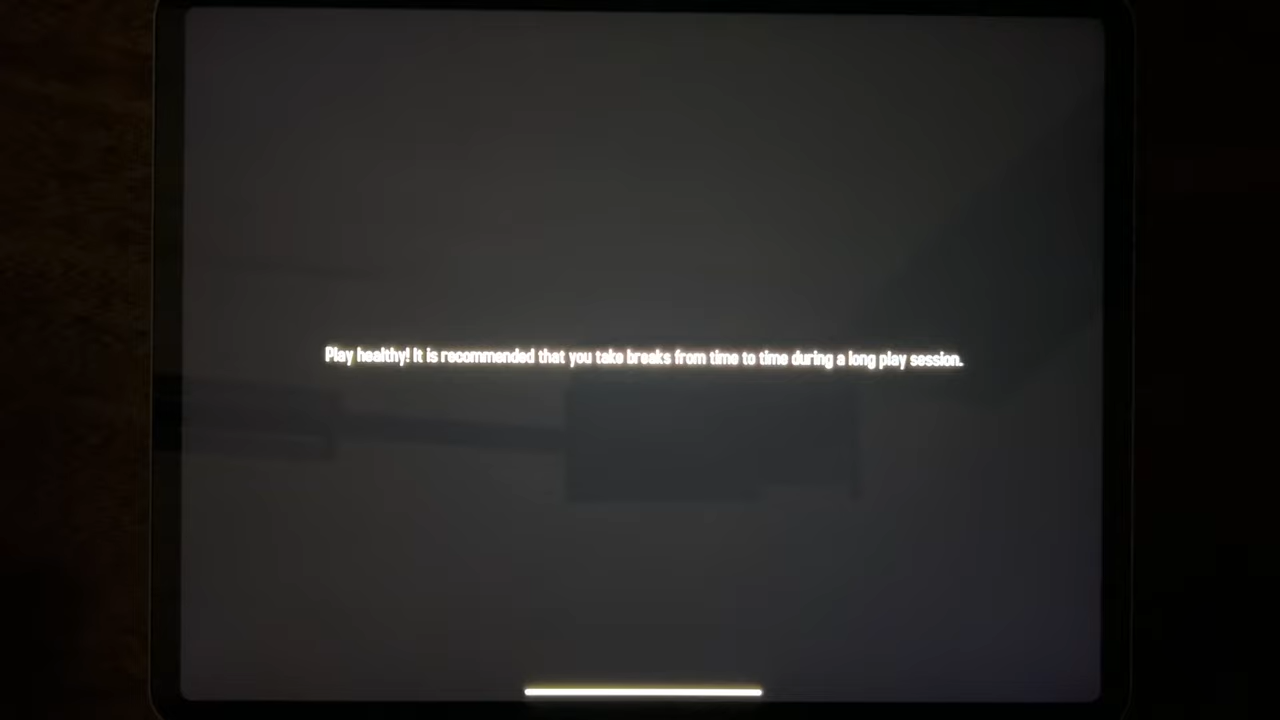 Play healthy! It is recommended that you take breaks from time to time during a long play session.